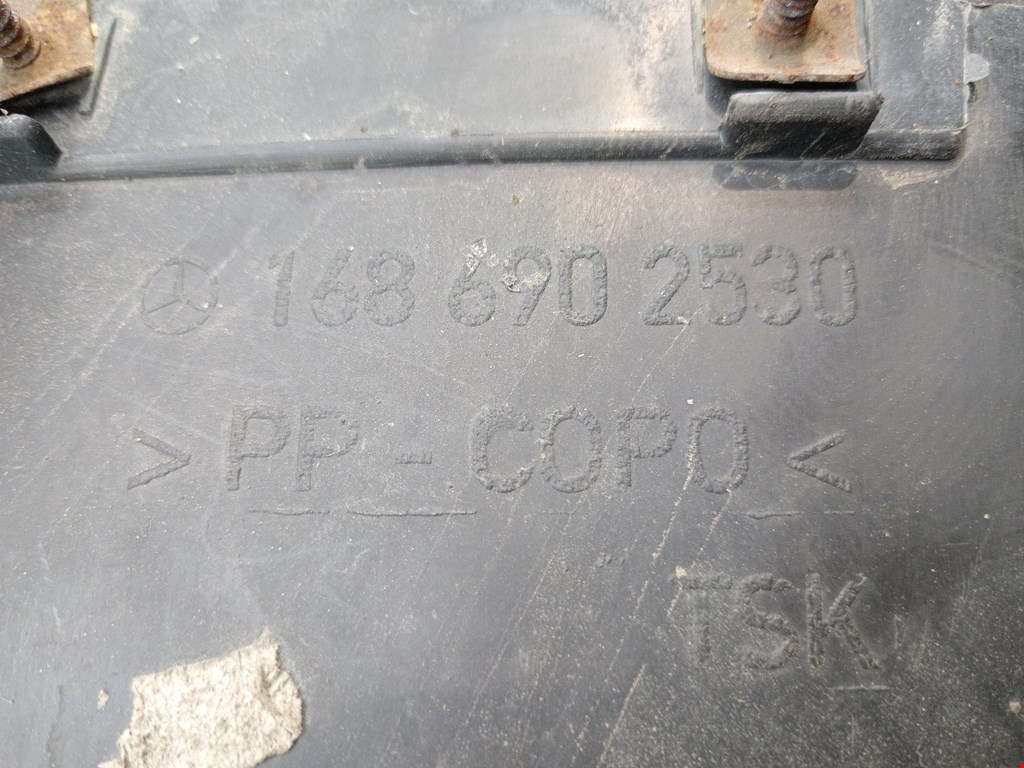 168 690 2530
>PP-COPO<
TSK